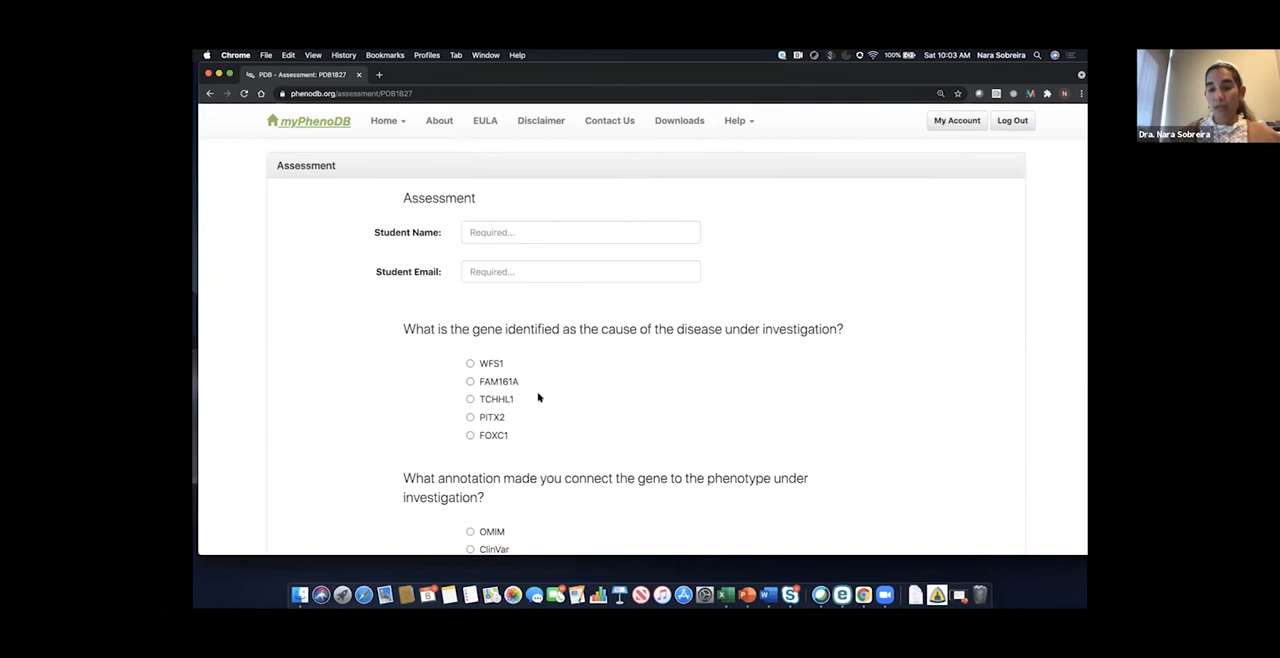 Chrome File Edit View History Bookmarks Profiles Tab Window Help 100% Sat 10:03 AM Nara Sobreira
PDB - Assessment: PDB1827
phenodb.org/assessment/PDB1827
myPhenoDB Home About EULA Disclaimer Contact Us Downloads Help My Account Log Out
Dra. Nara Sobreira
Assessment
Assessment
Student Name: Required...
Student Email: Required...
What is the gene identified as the cause of the disease under investigation?
WFS1
FAM161A
TCHHL1
PITX2
FOXC1
What annotation made you connect the gene to the phenotype under
investigation?
OMIM
ClinVar